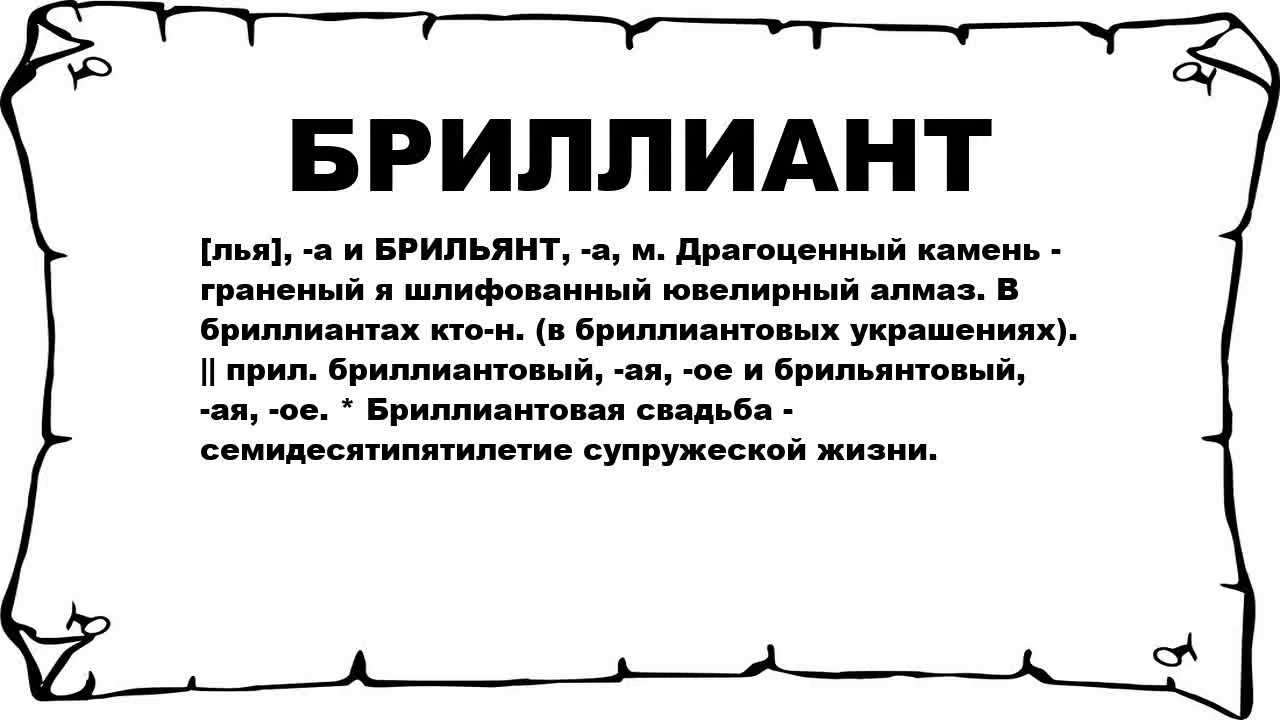 БРИЛЛИАНТ
[лья], -а и БРИЛЬЯНТ, -а, м. Драгоценный камень -
граненый я шлифованный ювелирный алмаз. В
бриллиантах кто-н. (в бриллиантовых украшениях).
|| прил. бриллиантовый, -ая, -ое и брильянтовый,
-ая, -ое. * Бриллиантовая свадьба -
семидесятипятилетие супружеской жизни.